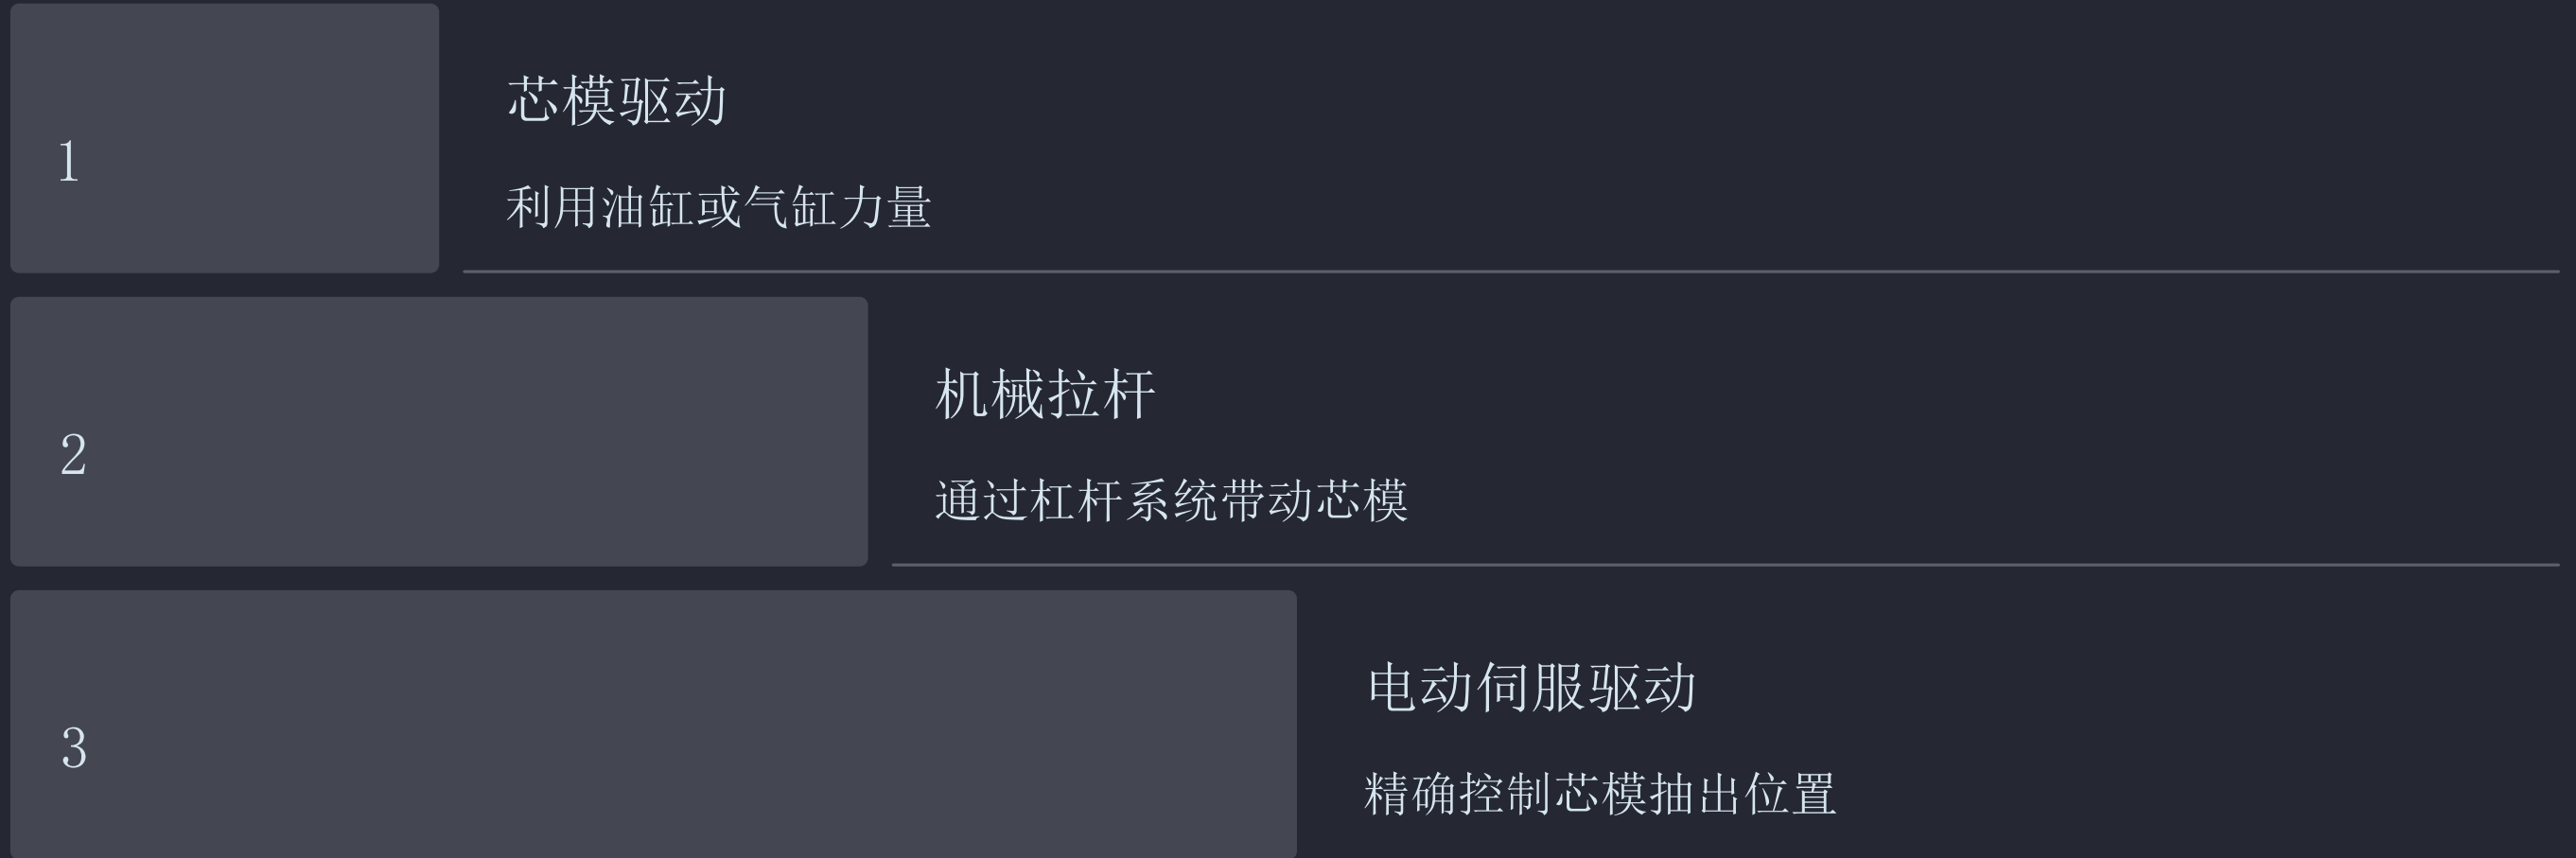 1
芯模驱动
利用油缸或气缸力量
2
机械拉杆
通过杠杆系统带动芯模
3
电动伺服驱动
精确控制芯模抽出位置